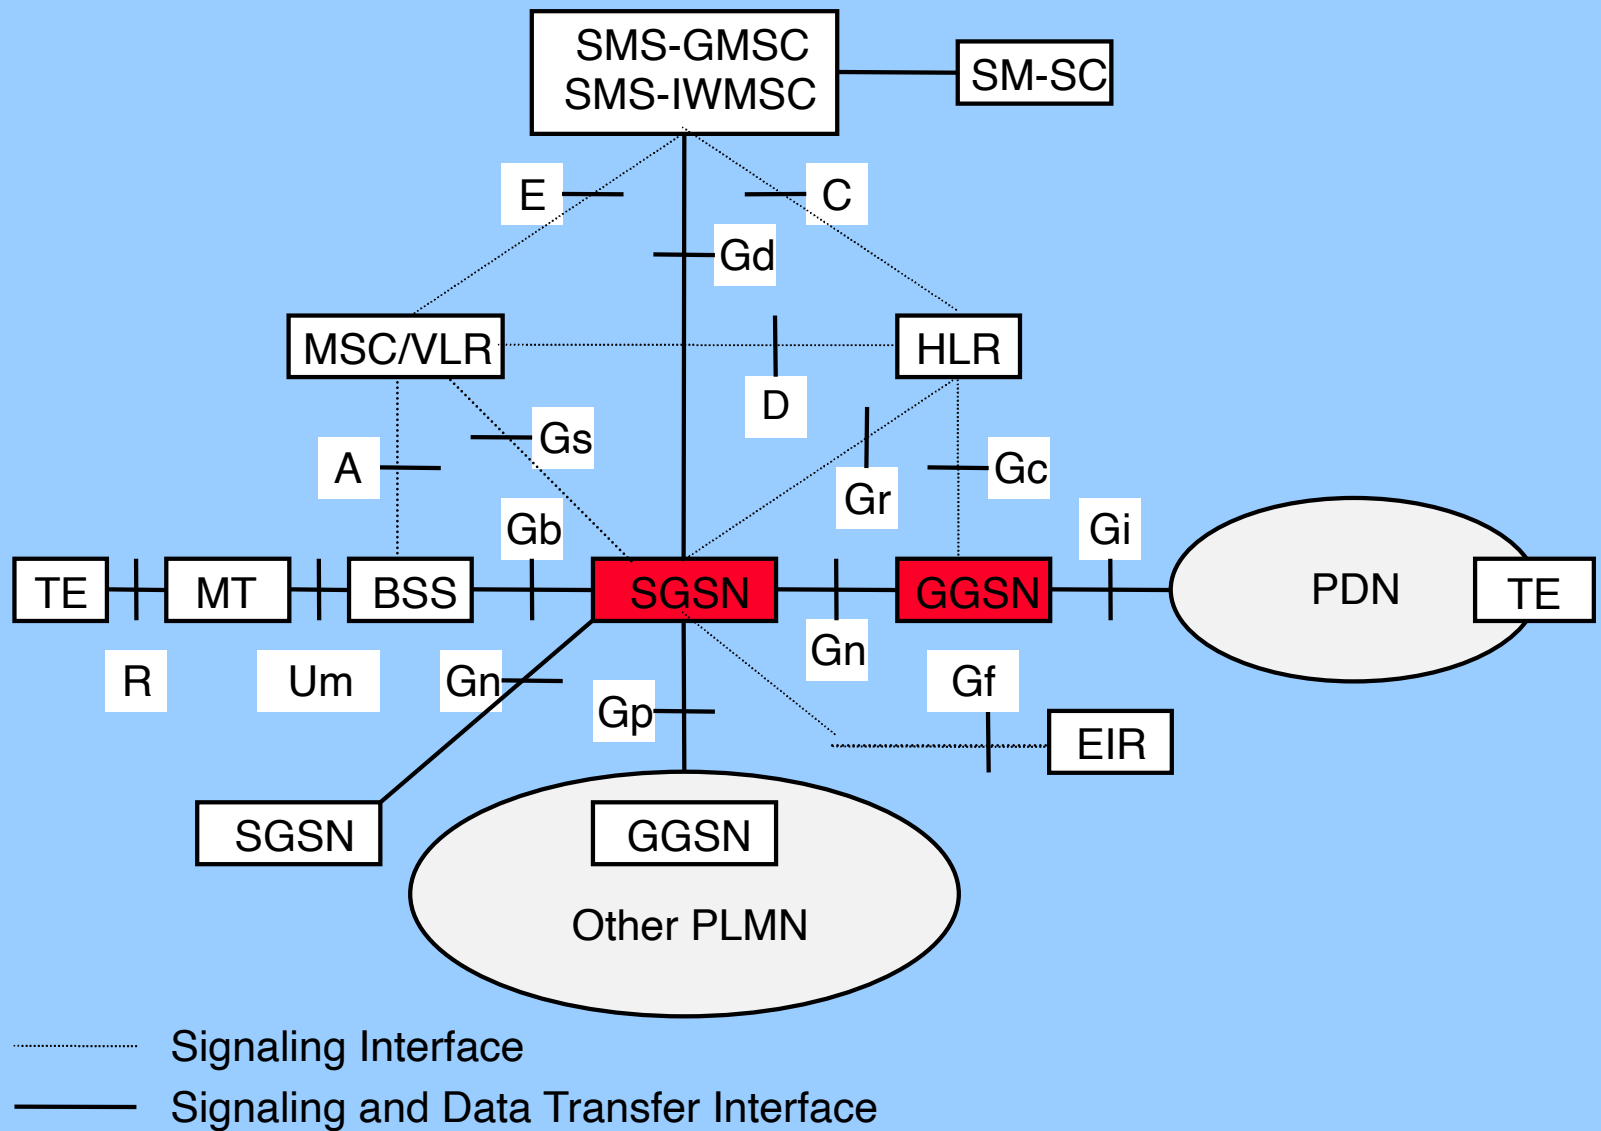 SMS-GMSC
SMS-IWMSC
SM-SC
E
C
Gd
MSC/VLR
HLR
D
Gs
A
Gr
Gc
Gb
Gi
TE
MT
BSS
SGSN
GGSN
PDN
TE
R
Um
Gn
Gn
Gf
Gp
EIR
SGSN
GGSN
Other PLMN
Signaling Interface
Signaling and Data Transfer Interface